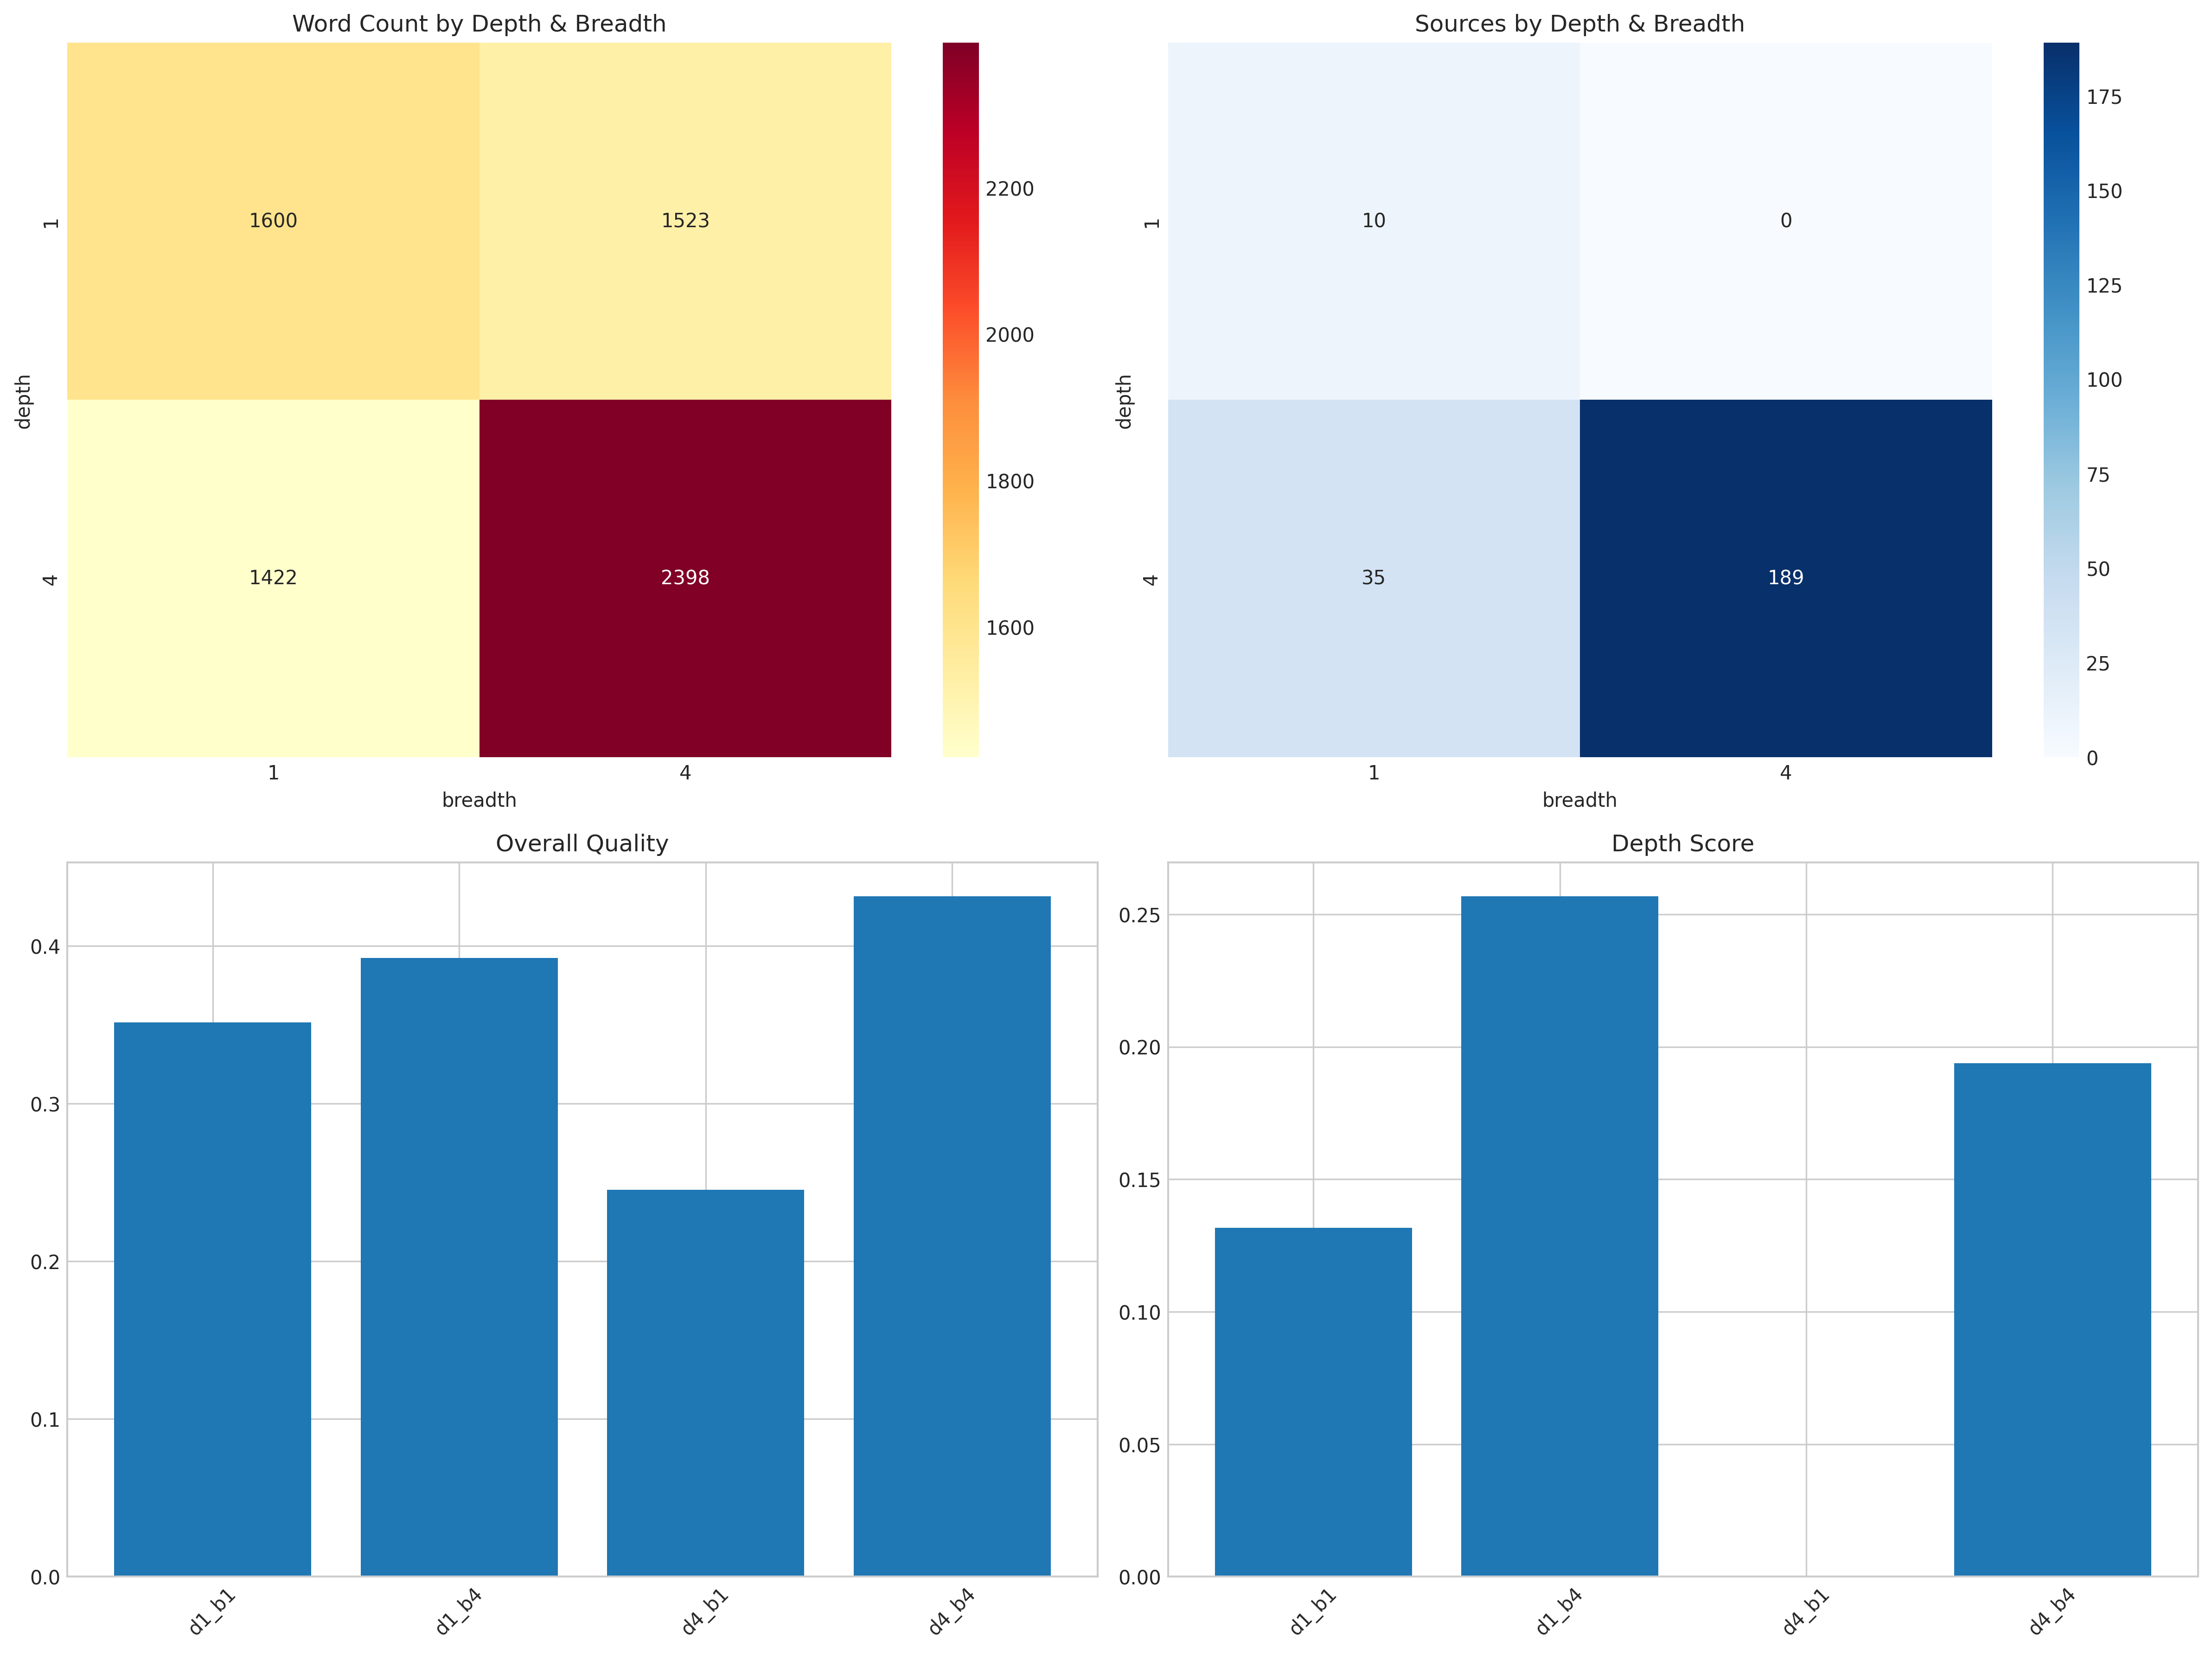 Word Count by Depth & Breadth
1600
1523
1422
2398
1
4
depth
1
4
breadth
2200
2000
1800
1600
Sources by Depth & Breadth
10
0
35
189
1
4
depth
1
4
breadth
175
150
125
100
75
50
25
0
Overall Quality
0.4
0.3
0.2
0.1
0.0
d1_b1
d1_b4
d4_b1
d4_b4
Depth Score
0.25
0.20
0.15
0.10
0.05
0.00
d1_b1
d1_b4
d4_b1
d4_b4